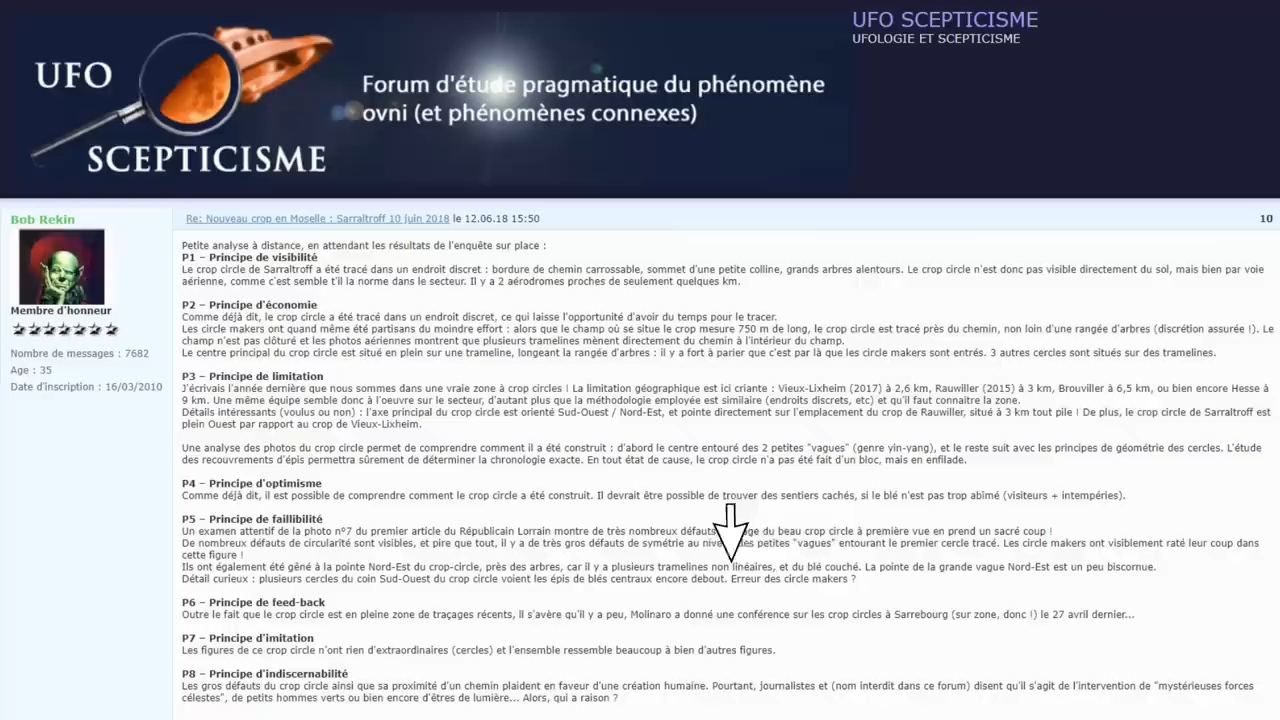 UFO SCEPTICISME
UFOLOGIE ET SCEPTICISME
UFO
SCEPTICISME
Forum d'étude pragmatique du phénomène
ovni (et phénomènes connexes)
Bob Rekin
Membre d'honneur
Nombre de messages : 7682
Age : 35
Date d'inscription : 16/03/2010
Re: Nouveau crop en Moselle : Sarraltroff 10 juin 2018 le 12.06.18 15:50
10
Petite analyse à distance, en attendant les résultats de l'enquête sur place :
P1 – Principe de visibilité
Le crop circle de Sarraltroff a été tracé dans un endroit discret : bordure de chemin carrossable, sommet d'une petite colline, grands arbres alentours. Le crop circle n'est donc pas visible directement du sol, mais bien par voie
aérienne, comme c'est semble t'il la norme dans le secteur. Il y a 2 aérodromes proches de seulement quelques km.
P2 – Principe d'économie
Comme déjà dit, le crop circle a été tracé dans un endroit discret, ce qui laisse l'opportunité d'avoir du temps pour le tracer.
Les circle makers ont quand même été partisans du moindre effort : alors que le champ où se situe le crop mesure 750 m de long, le crop circle est tracé près du chemin, non loin d'une rangée d'arbres (discrétion assurée !). Le
champ n'est pas clôturé et les photos aériennes montrent que plusieurs tramelines mènent directement du chemin à l'intérieur du champ.
Le centre principal du crop circle est situé en plein sur une trameline, longeant la rangée d'arbres : il y a fort à parier que c'est par là que les circle makers sont entrés. 3 autres cercles sont situés sur des tramelines.
P3 – Principe de limitation
J'écrivais l'année dernière que nous sommes dans une vraie zone à crop circles ! La limitation géographique est ici criante : Vieux-Lixheim (2017) à 2,6 km, Rauwiller (2015) à 3 km, Brouviller à 6,5 km, ou bien encore Hesse à
9 km. Une même équipe semble donc à l'oeuvre sur le secteur, d'autant plus que la méthodologie employée est similaire (endroits discrets, etc) et qu'il faut connaitre la zone.
Détails intéressants (voulus ou non) : l'axe principal du crop circle est orienté Sud-Ouest / Nord-Est, et pointe directement sur l'emplacement du crop de Rauwiller, situé à 3 km tout pile ! De plus, le crop circle de Sarraltroff est
plein Ouest par rapport au crop de Vieux-Lixheim.
Une analyse des photos du crop circle permet de comprendre comment il a été construit : d'abord le centre entouré des 2 petites "vagues" (genre yin-yang), et le reste suit avec les principes de géométrie des cercles. L'étude
des recouvrements d'épis permettra sûrement de déterminer la chronologie exacte. En tout état de cause, le crop circle n'a pas été fait d'un bloc, mais en enfilade.
P4 – Principe d'optimisme
Comme déjà dit, il est possible de comprendre comment le crop circle a été construit. Il devrait être possible de trouver des sentiers cachés, si le blé n'est pas trop abîmé (visiteurs + intempéries).
P5 – Principe de faillibilité
Un examen attentif de la photo n°7 du premier article du Républicain Lorrain montre de très nombreux défauts du beau crop circle à première vue en prend un sacré coup !
De nombreux défauts de circularité sont visibles, et pire que tout, il y a de très gros défauts de symétrie au petites "vagues" entourant le premier cercle tracé. Les circle makers ont visiblement raté leur coup dans
cette figure !
Ils ont également été gêné à la pointe Nord-Est du crop-circle, près des arbres, car il y a plusieurs tramelines non linéaires, et du blé couché. La pointe de la grande vague Nord-Est est un peu biscornue.
Détail curieux : plusieurs cercles du coin Sud-Ouest du crop circle voient les épis de blés centraux encore debout. Erreur des circle makers ?
P6 – Principe de feed-back
Outre le fait que le crop circle est en pleine zone de traçages récents, il s'avère qu'il y a peu, Molinaro a donné une conférence sur les crop circles à Sarrebourg (sur zone, donc !) le 27 avril dernier...
P7 – Principe d'imitation
Les figures de ce crop circle n'ont rien d'extraordinaires (cercles) et l'ensemble ressemble beaucoup à bien d'autres figures.
P8 – Principe d'indiscernabilité
Les gros défauts du crop circle ainsi que sa proximité d'un chemin plaident en faveur d'une création humaine. Pourtant, journalistes et (nom interdit dans ce forum) disent qu'il s'agit de l'intervention de "mystérieuses forces
célestes", de petits hommes verts ou bien encore d'êtres de lumière... Alors, qui a raison ?